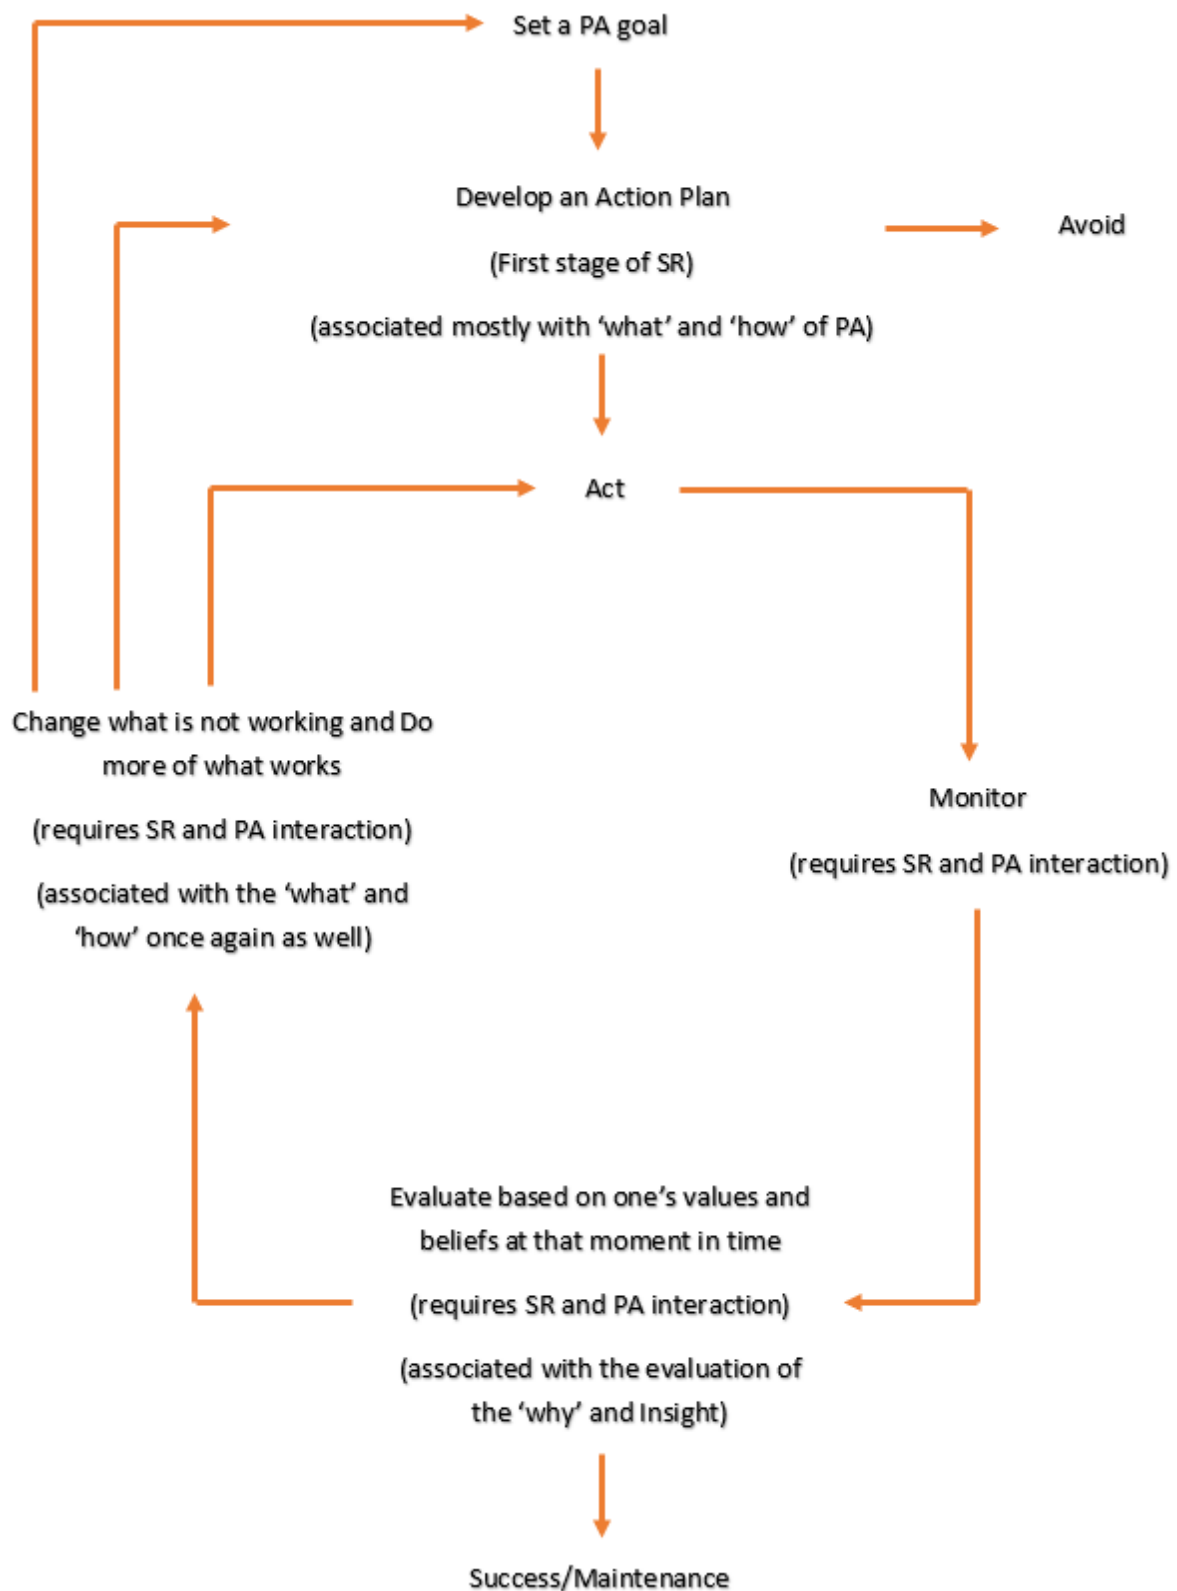 Set a PA goal
Develop an Action Plan
(First stage of SR)
(associated mostly with ‘what’ and ‘how’ of PA)
Avoid
Act
Change what is not working and Do
more of what works
(requires SR and PA interaction)
(associated with the ‘what’ and
‘how’ once again as well)
Monitor
(requires SR and PA interaction)
Evaluate based on one’s values and
beliefs at that moment in time
(requires SR and PA interaction)
(associated with the evaluation of
the ‘why’ and Insight)
Success/Maintenance